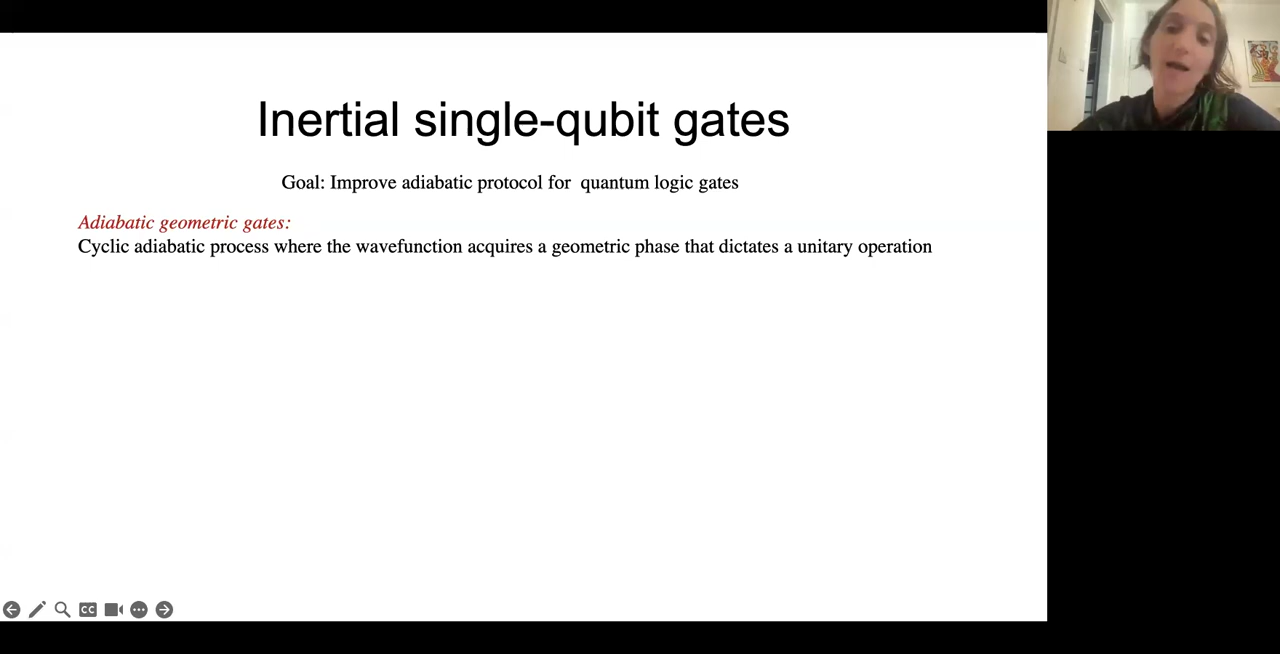 Inertial single-qubit gates
Goal: Improve adiabatic protocol for quantum logic gates
Adiabatic geometric gates:
Cyclic adiabatic process where the wavefunction acquires a geometric phase that dictates a unitary operation
CC